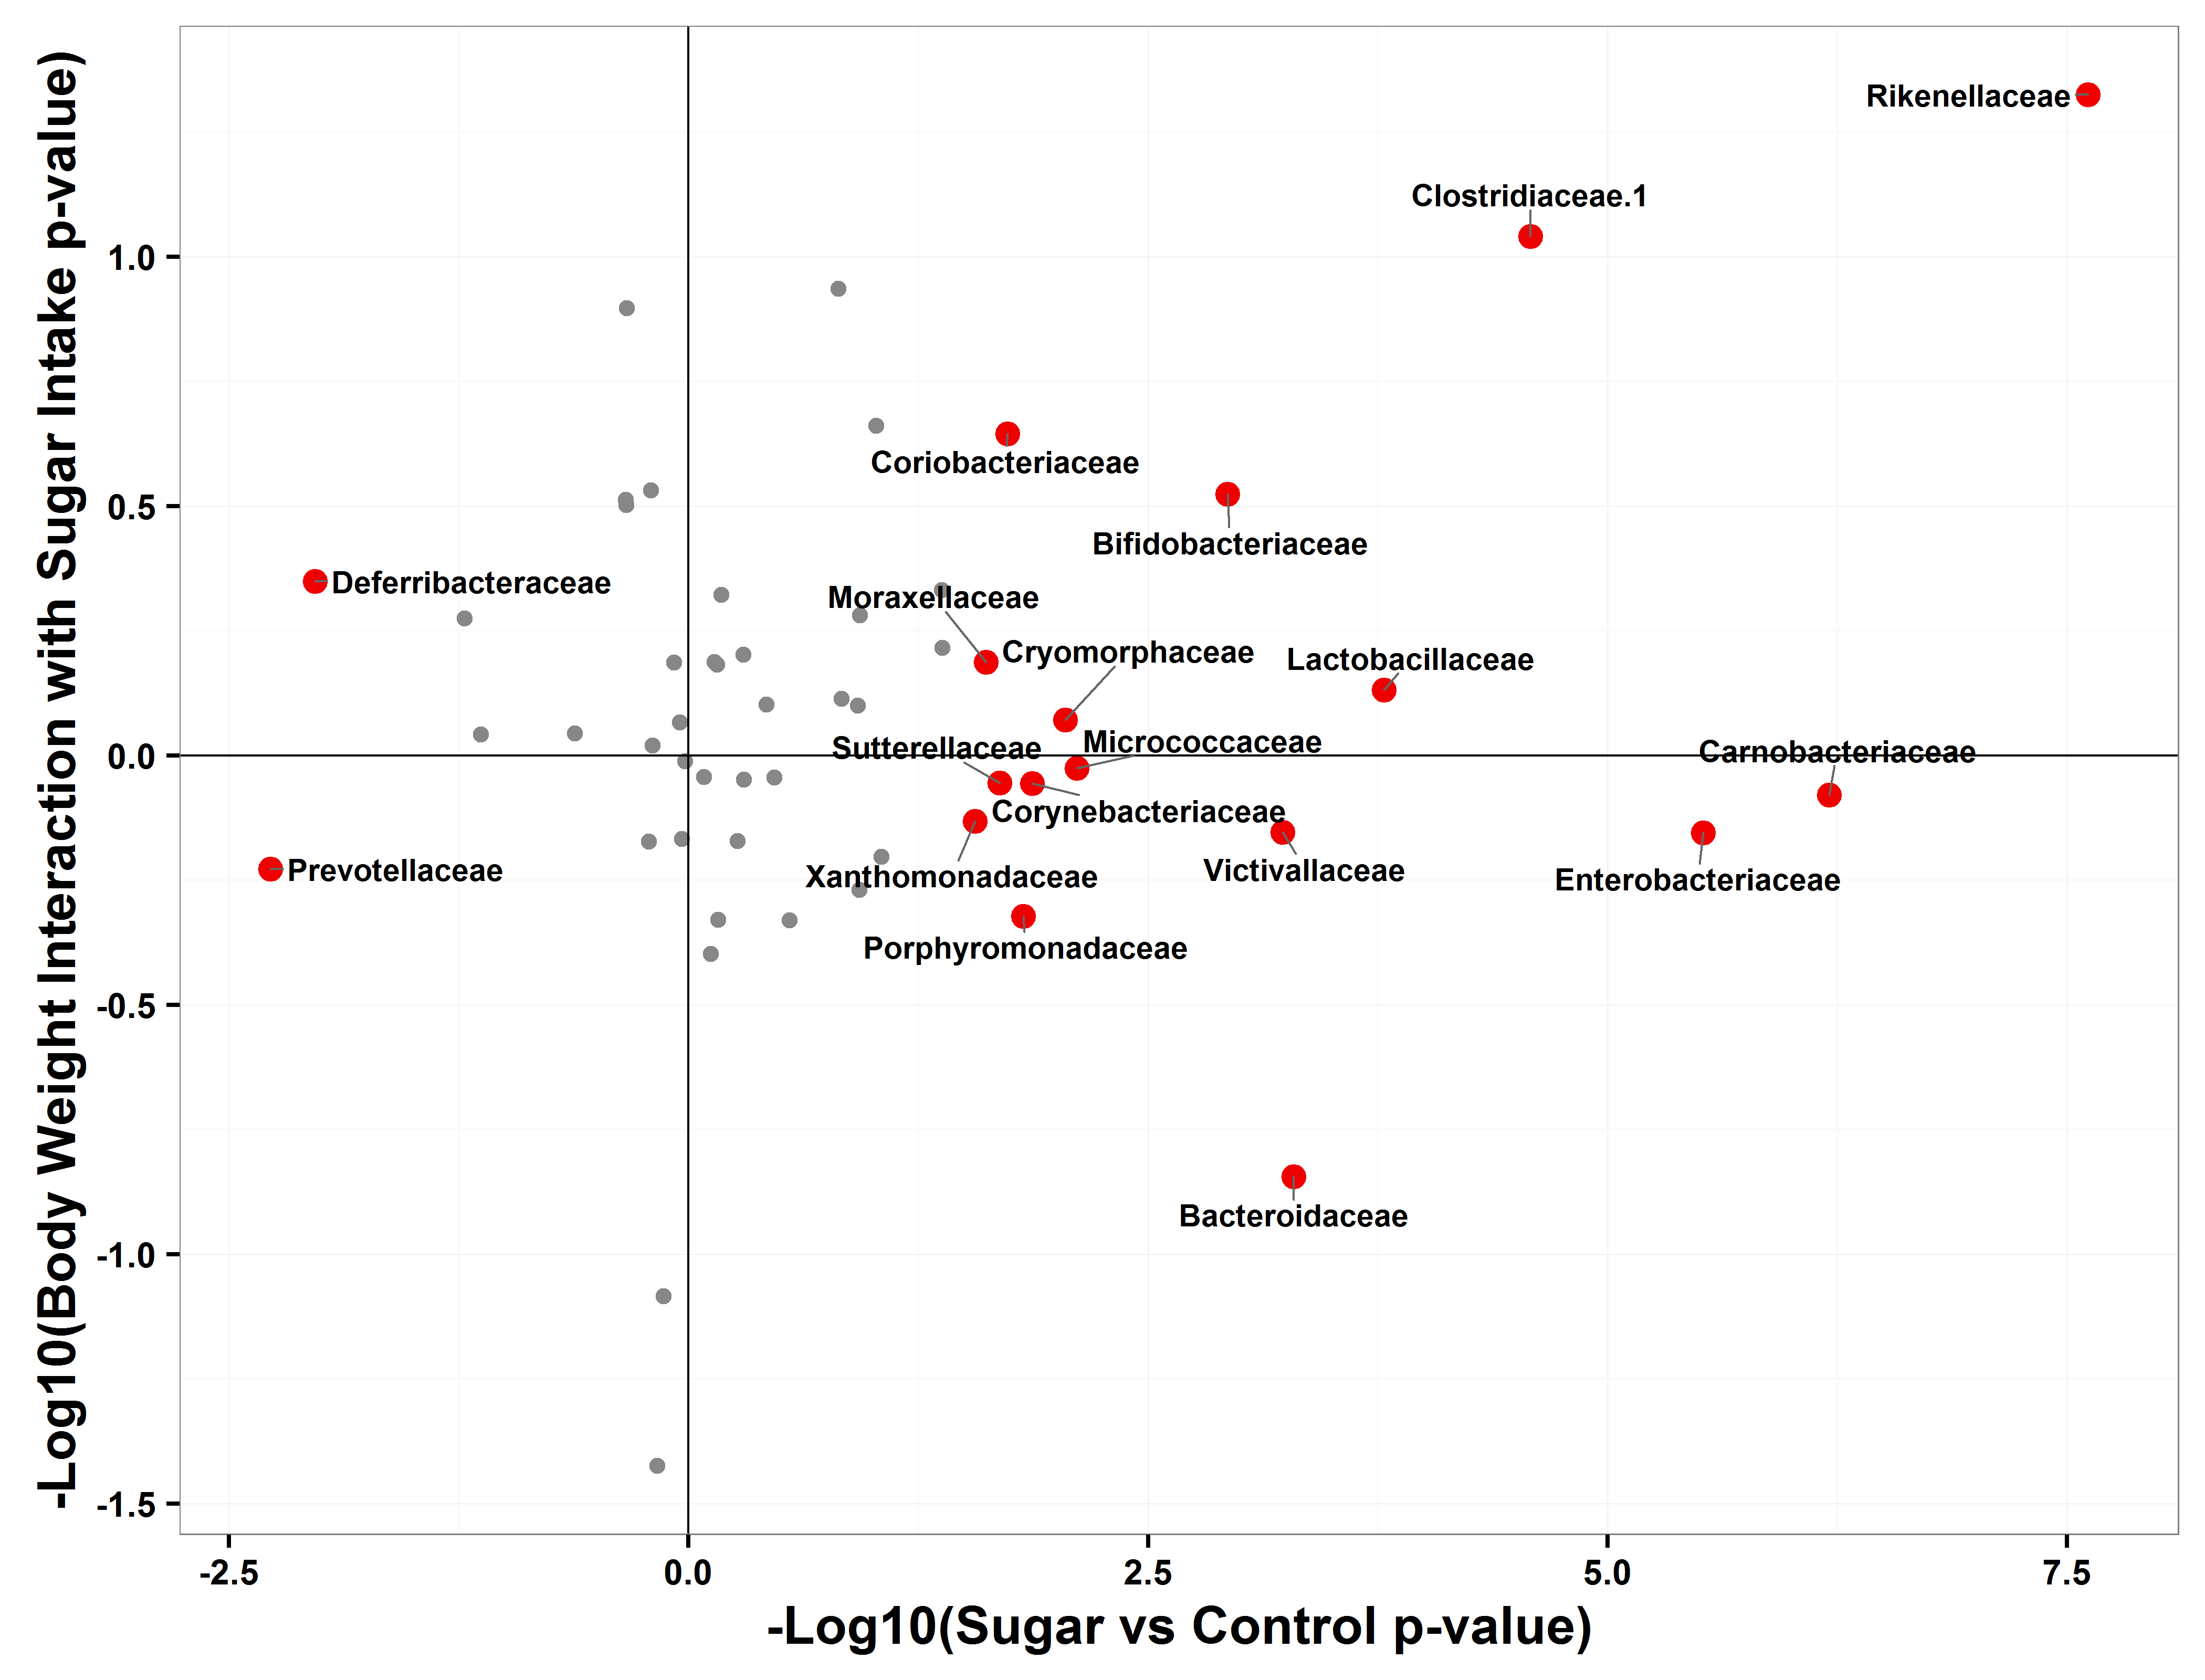 -Log10(Body Weight Interaction with Sugar Intake p-value)
Rikenellaceae
Clostridiaceae.1
1.0
Coriobacteriaceae
0.5
Bifidobacteriaceae
Deferribacteraceae
Moraxellaceae
Cryomorphaceae
Lactobacillaceae
Micrococcaceae
Sutterellaceae
Carnobacteriaceae
0.0
Corynebacteriaceae
Prevotellaceae
Victivallaceae
Xanthomonadaceae
Enterobacteriaceae
Porphyromonadaceae
-0.5
Bacteroidaceae
-1.0
-1.5
-2.5 0.0 2.5 5.0 7.5
-Log10(Sugar vs Control p-value)